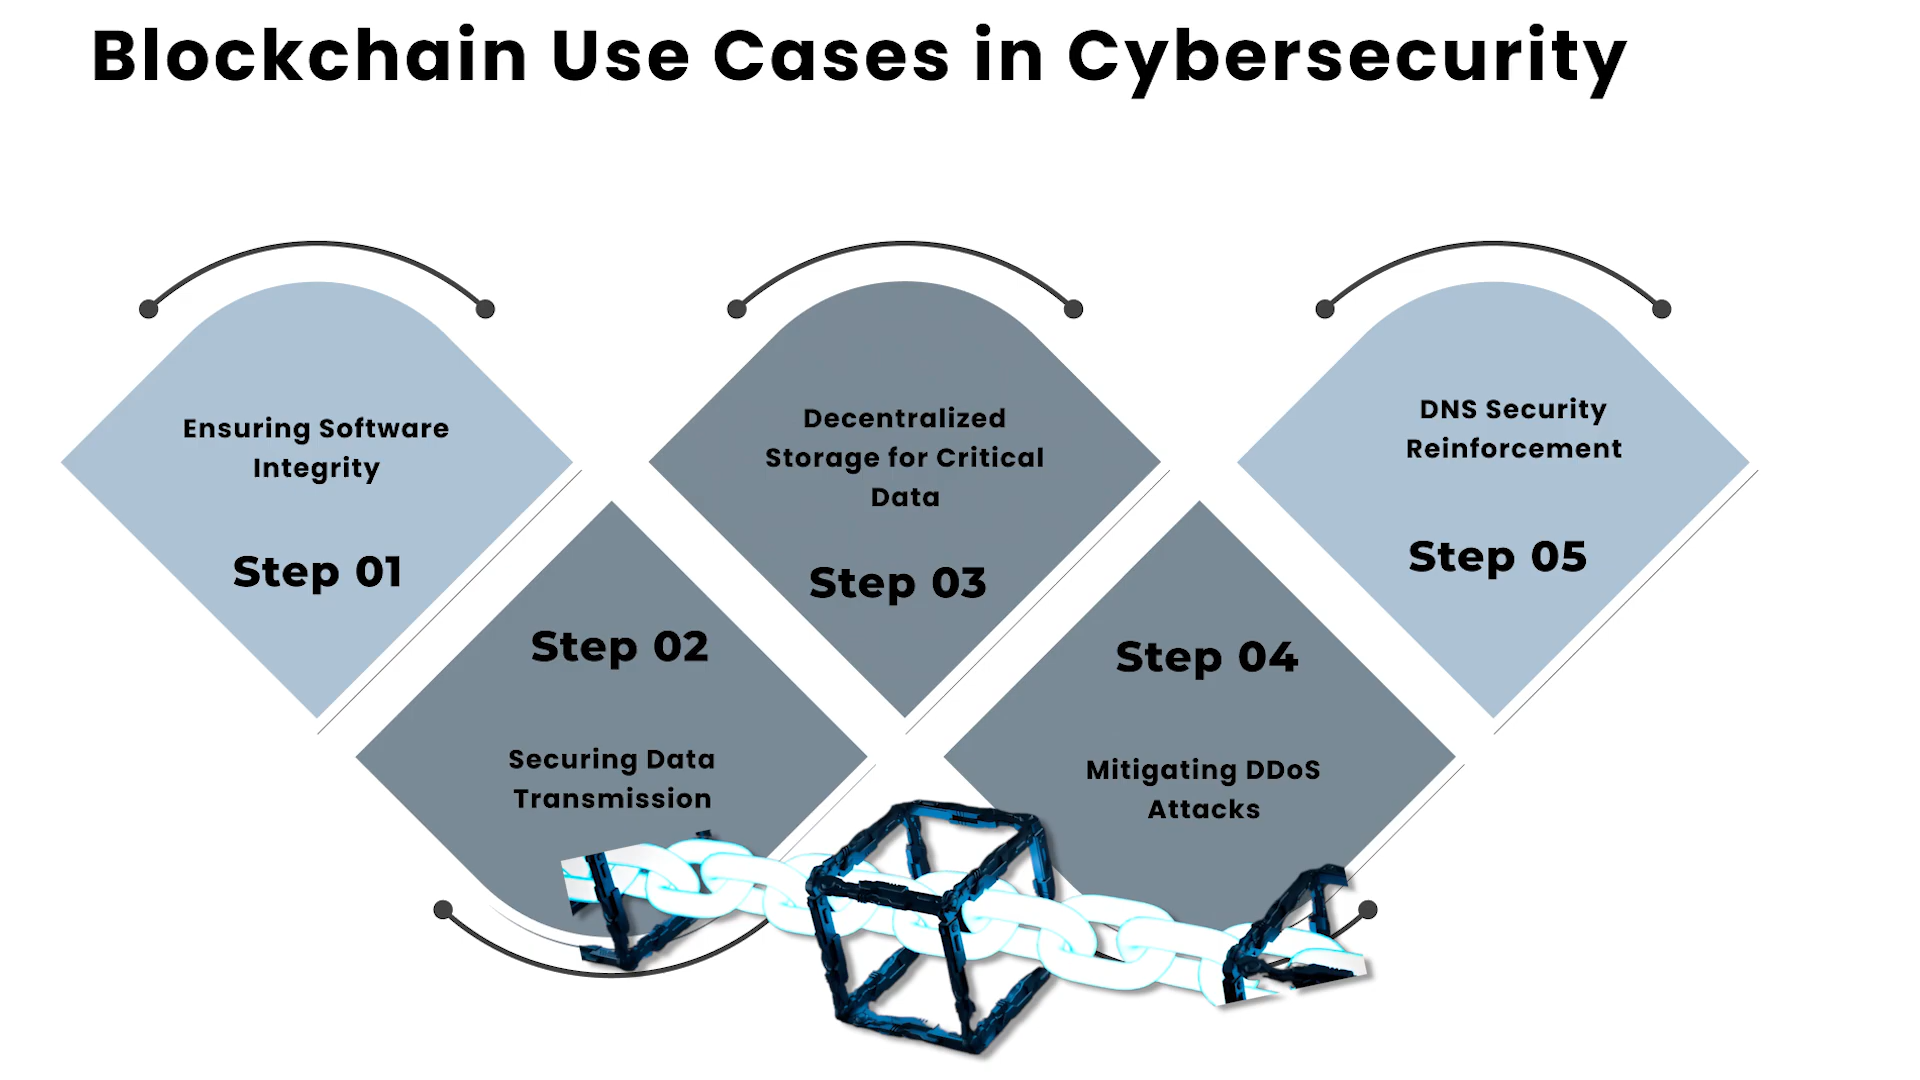 Blockchain Use Cases in Cybersecurity
Ensuring Software
Integrity
Step 01
Step 02
Securing Data
Transmission
Decentralized
Storage for Critical
Data
Step 03
Step 04
Mitigating DDoS
Attacks
DNS Security
Reinforcement
Step 05